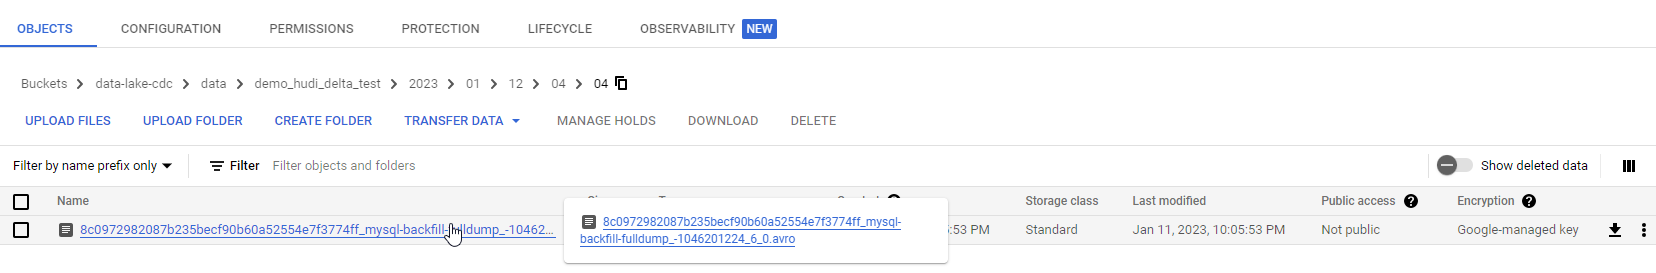 OBJECTS CONFIGURATION PERMISSIONS PROTECTION LIFECYCLE OBSERVABILITY NEW
Buckets > data-lake-cdc > data > demo_hudi_delta_test > 2023 > 01 > 12 > 04 > 04
UPLOAD FILES UPLOAD FOLDER CREATE FOLDER TRANSFER DATA MANAGE HOLDS DOWNLOAD DELETE
Filter by name prefix only Filter Filter objects and folders Show deleted data
Name Storage class Last modified Public access Encryption
8c0972982087b235becf90b60a52554e7f3774ff_mysql-backfill-fulldump_-10462... 5:53 PM Standard Jan 11, 2023, 10:05:53 PM Not public Google-managed key
8c0972982087b235becf90b60a52554e7f3774ff_mysql-
backfill-fulldump_-1046201224_6_0.avro